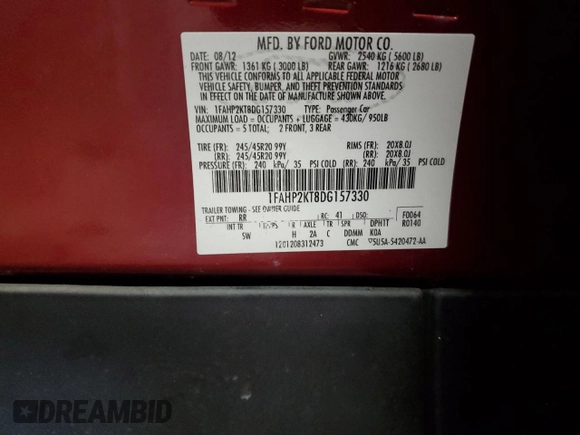 MFD. BY FORD MOTOR CO.
DATE: 08/12 GVWR: 2540 KG ( 5600 LB)
FRONT GAWR: 1361 KG ( 3000 LB) REAR GAWR: 1216 KG ( 2680 LB)
THIS VEHICLE CONFORMS TO ALL APPLICABLE FEDERAL MOTOR
VEHICLE SAFETY, BUMPER, AND THEFT PREVENTION STANDARDS
IN EFFECT ON THE DATE OF MANUFACTURE SHOWN ABOVE.
VIN: 1FAHP2KT8DG157330 TYPE: Passenger Car
MAXIMUM LOAD = OCCUPANTS + LUGGAGE = 430KG/ 950LB
OCCUPANTS = 5 TOTAL; 2 FRONT, 3 REAR
TIRE (FR): 245/45R20 99Y RIMS (FR): 20X8.0J
(RR): 245/45R20 99Y (RR): 20X8.0J
PRESSURE (FR): 240 kPa/ 35 PSI COLD (RR): 240 kPa/ 35 PSI COLD
1FAHP2KT8DG157330
TRAILER TOWING - SEE OWNER GUIDE
EXT PNT: RR RC: 41 DSO: F0064
INT TR R AXLE TR SPR R0140
SW H 2A C DDMM KOA
1201208312473 CMC
DREAMBID